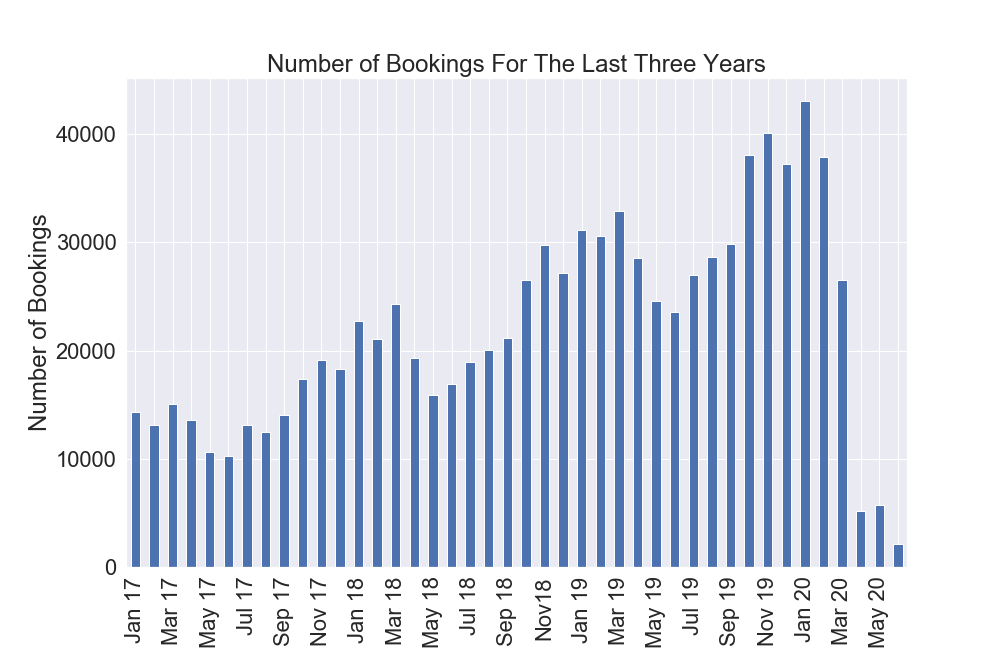 Number of Bookings For The Last Three Years
Number of Bookings
40000
30000
20000
10000
0
Jan 17
Mar 17
May 17
Jul 17
Sep 17
Nov 17
Jan 18
Mar 18
May 18
Jul 18
Sep 18
Nov18
Jan 19
Mar 19
May 19
Jul 19
Sep 19
Nov 19
Jan 20
Mar 20
May 20